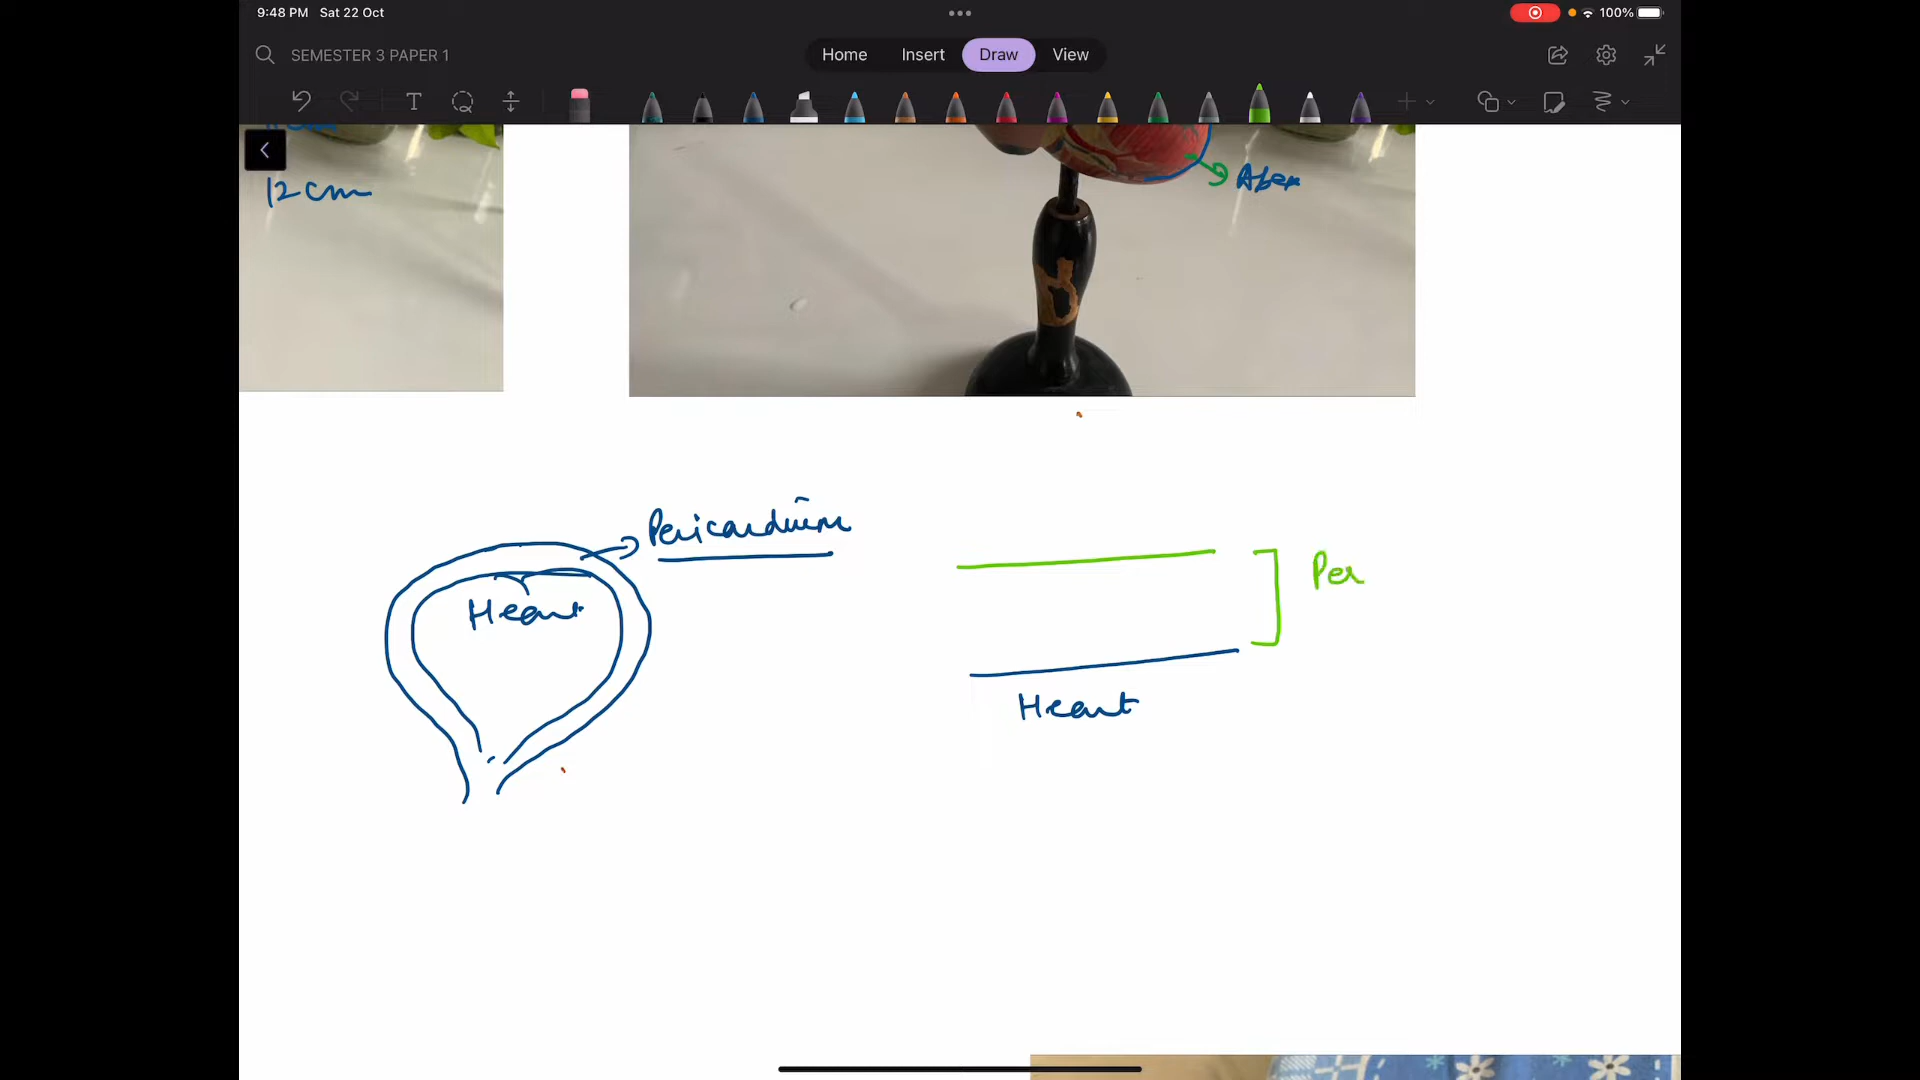 9:48 PM Sat 22 Oct
100%
SEMESTER 3 PAPER 1
Home Insert Draw View
T
12 cm
Apex
Pericardium
Heart
Per
Heart